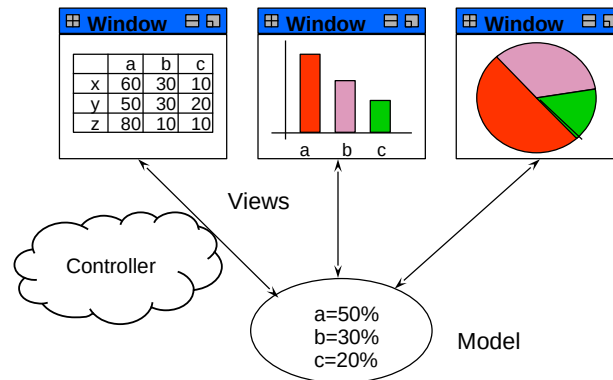 Window
a b c
x 60 30 10
y 50 30 20
z 80 10 10
Window
a b c
Window
Views
Controller
a=50%
b=30%
c=20%
Model